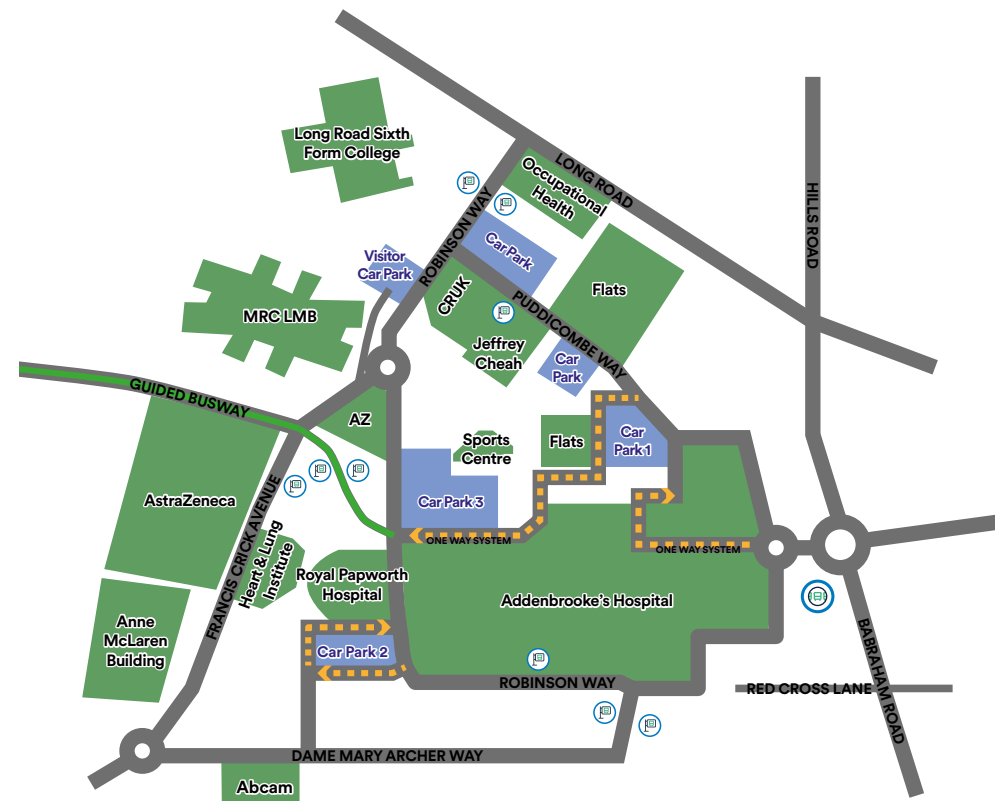 Long Road Sixth
Form College
LONG ROAD
Occupational
Health
HILLS ROAD
ROBINSON WAY
Car Park
Visitor
Car Park
CRUK
Flats
MRC LMB
PUDDICOMBE WAY
Jeffrey
Cheah
Car
Park
GUIDED BUSWAY
AZ
Flats
Car
Park 1
Sports
Centre
AstraZeneca
Car Park 3
FRANCIS CRICK AVENUE
ONE WAY SYSTEM
ONE WAY SYSTEM
Heart & Lung
Institute
Royal Papworth
Hospital
Addenbrooke's Hospital
Anne
McLaren
Building
Car Park 2
BABRAHAM ROAD
ROBINSON WAY
RED CROSS LANE
DAME MARY ARCHER WAY
Abcam